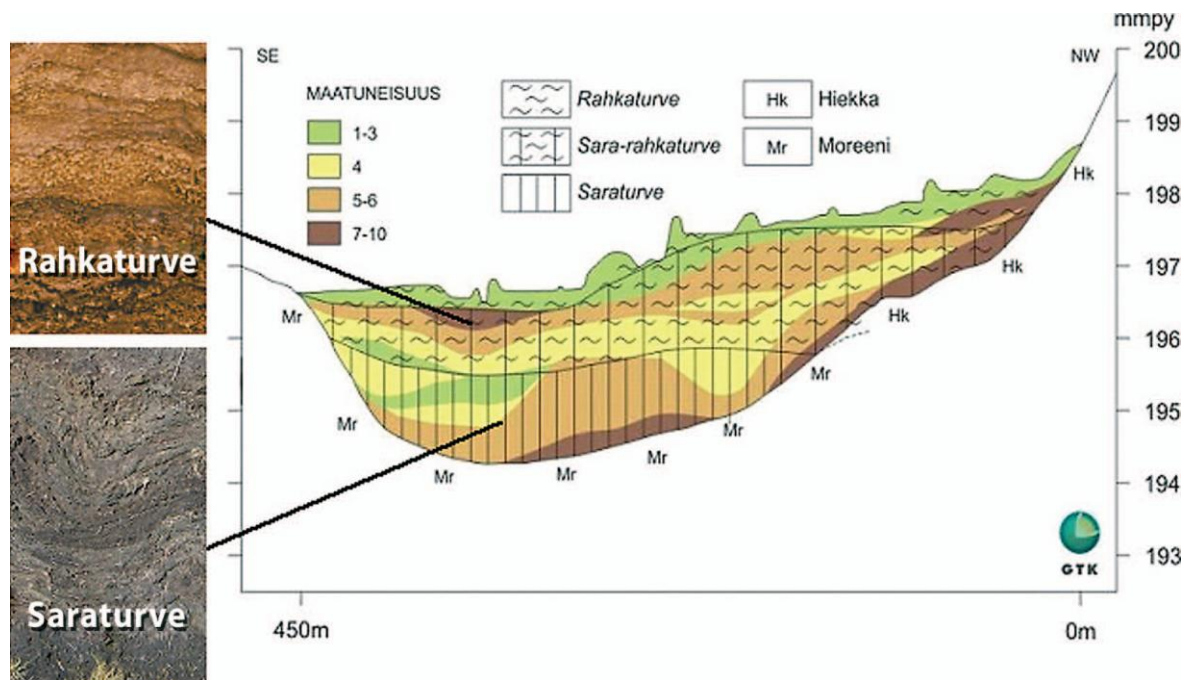 mmpy
SE
NW
200
199
198
197
196
195
194
193
MAATUNEISUUS
1-3
4
5-6
7-10
Rahkaturve
Sara-rahkaturve
Saraturve
Hk Hiekka
Mr Moreeni
Rahkaturve
Saraturve
Hk
Hk
Hk
Mr
Mr
Mr
Mr
Mr
Mr
Mr
GTK
450m
0m